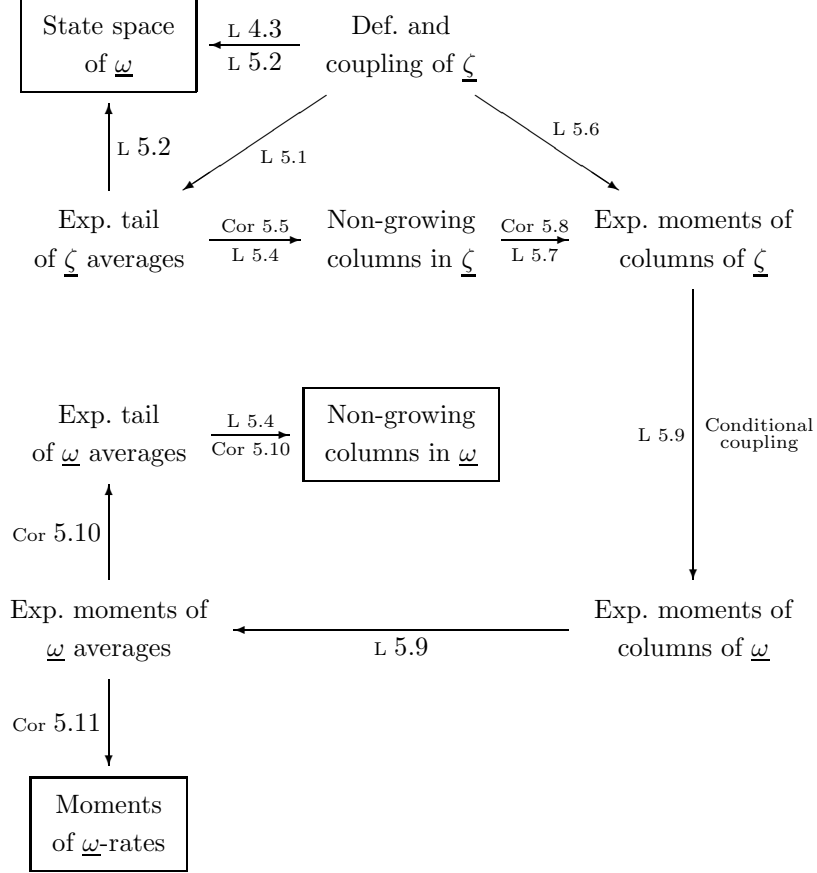 State space
of ω
L 4.3
L 5.2
Def. and
coupling of ζ
L 5.2
L 5.1
L 5.6
Exp. tail
of ζ averages
Cor 5.5
L 5.4
Non-growing
columns in ζ
Cor 5.8
L 5.7
Exp. moments of
columns of ζ
Exp. tail
of ω averages
L 5.4
Cor 5.10
Non-growing
columns in ω
L 5.9
Conditional
coupling
Cor 5.10
Exp. moments of
ω averages
L 5.9
Exp. moments of
columns of ω
Cor 5.11
Moments
of ω-rates